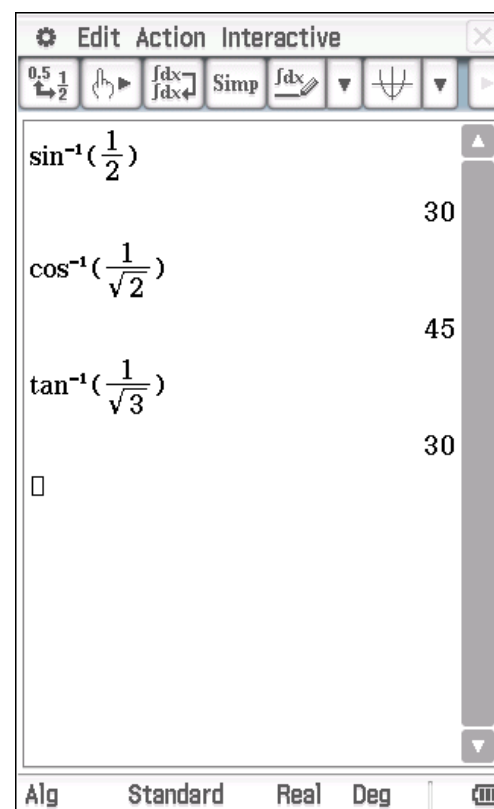 Edit Action Interactive
0.5 1/2 ∫dx ∫dx Simp ∫dx
sin⁻¹(1/2)
30
cos⁻¹(1/√2)
45
tan⁻¹(1/√3)
30
Alg Standard Real Deg